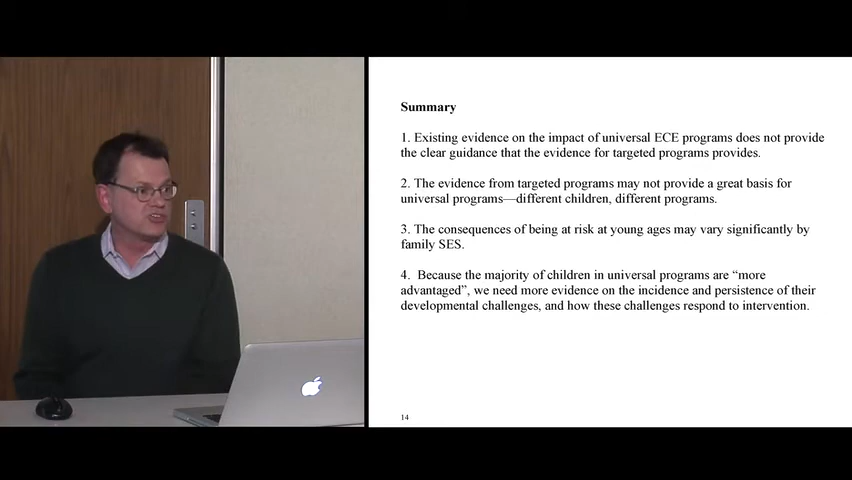 Summary
1. Existing evidence on the impact of universal ECE programs does not provide
the clear guidance that the evidence for targeted programs provides.
2. The evidence from targeted programs may not provide a great basis for
universal programs—different children, different programs.
3. The consequences of being at risk at young ages may vary significantly by
family SES.
4.  Because the majority of children in universal programs are “more
advantaged”, we need more evidence on the incidence and persistence of their
developmental challenges, and how these challenges respond to intervention.
14